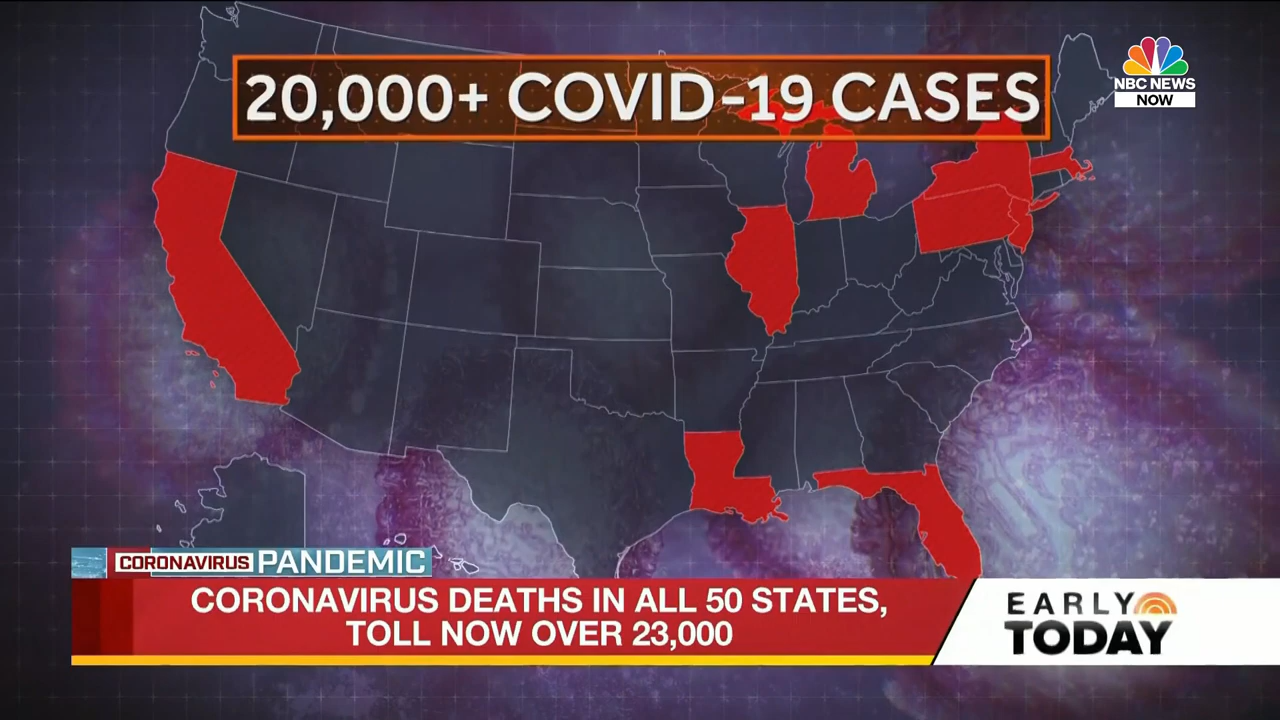 20,000+ COVID-19 CASES
NBC NEWS
NOW
CORONAVIRUS PANDEMIC
CORONAVIRUS DEATHS IN ALL 50 STATES,
TOLL NOW OVER 23,000
EARLY
TODAY